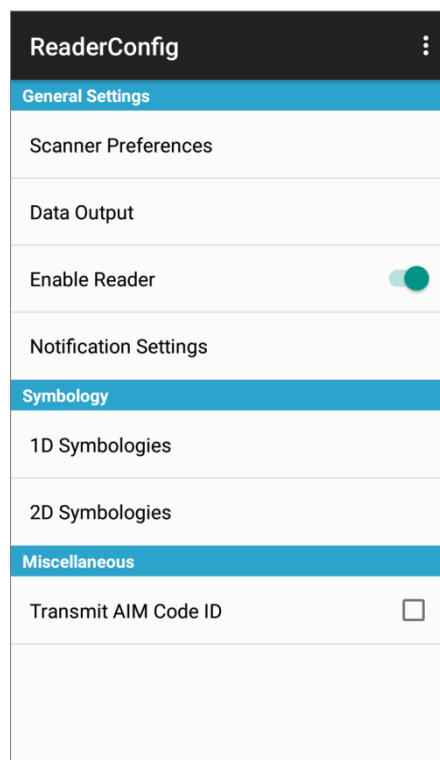 ReaderConfig
General Settings
Scanner Preferences
Data Output
Enable Reader
Notification Settings
Symbology
1D Symbologies
2D Symbologies
Miscellaneous
Transmit AIM Code ID